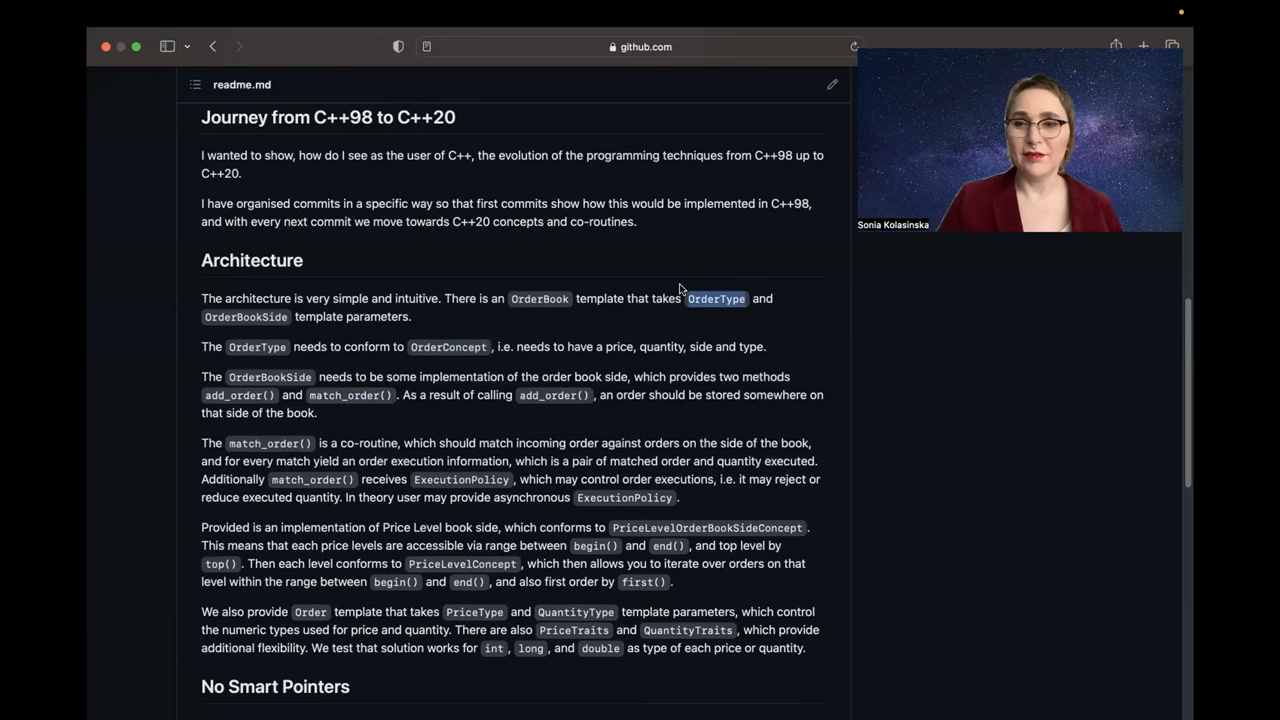 github.com
readme.md
Journey from C++98 to C++20
I wanted to show, how do I see as the user of C++, the evolution of the programming techniques from C++98 up to
C++20.
I have organised commits in a specific way so that first commits show how this would be implemented in C++98,
and with every next commit we move towards C++20 concepts and co-routines.
Architecture
The architecture is very simple and intuitive. There is an OrderBook template that takes OrderType and
OrderBookSide template parameters.
The OrderType needs to conform to OrderConcept, i.e. needs to have a price, quantity, side and type.
The OrderBookSide needs to be some implementation of the order book side, which provides two methods
add_order() and match_order(). As a result of calling add_order(), an order should be stored somewhere on
that side of the book.
The match_order() is a co-routine, which should match incoming order against orders on the side of the book,
and for every match yield an order execution information, which is a pair of matched order and quantity executed.
Additionally match_order() receives ExecutionPolicy, which may control order executions, i.e. it may reject or
reduce executed quantity. In theory user may provide asynchronous ExecutionPolicy.
Provided is an implementation of Price Level book side, which conforms to PriceLevelOrderBookSideConcept.
This means that each price levels are accessible via range between begin() and end(), and top level by
top(). Then each level conforms to PriceLevelConcept, which then allows you to iterate over orders on that
level within the range between begin() and end(), and also first order by first().
We also provide Order template that takes PriceType and QuantityType template parameters, which control
the numeric types used for price and quantity. There are also PriceTraits and QuantityTraits, which provide
additional flexibility. We test that solution works for int, long, and double as type of each price or quantity.
No Smart Pointers
Sonia Kolasinska